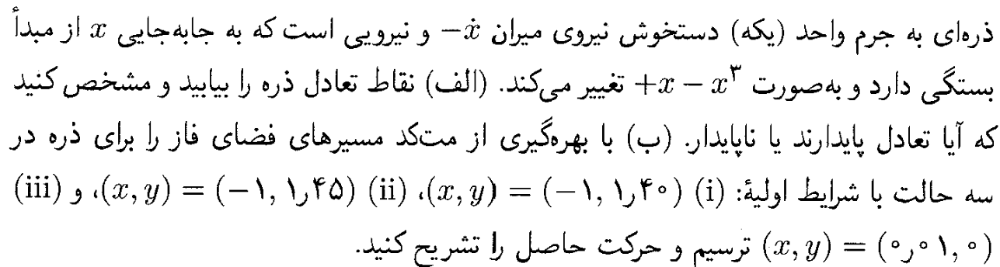 ذره‌ای به جرم واحد (یکه) دستخوش نیروی میران −ẋ و نیرویی است که به جابه‌جایی x از مبدأ
بستگی دارد و به‌صورت +x − x³ تغییر می‌کند. (الف) نقاط تعادل ذره را بیابید و مشخص کنید
که آیا تعادل پایدارند یا ناپایدار. (ب) با بهره‌گیری از مت‌کد مسیرهای فضای فاز را برای ذره در
سه حالت با شرایط اولیهٔ: (i) (x, y) = (−۱, ۱٫۴۰)، (ii) (x, y) = (−۱, ۱٫۴۵)، و (iii)
(x, y) = (۰٫۰۱, ۰) ترسیم و حرکت حاصل را تشریح کنید.